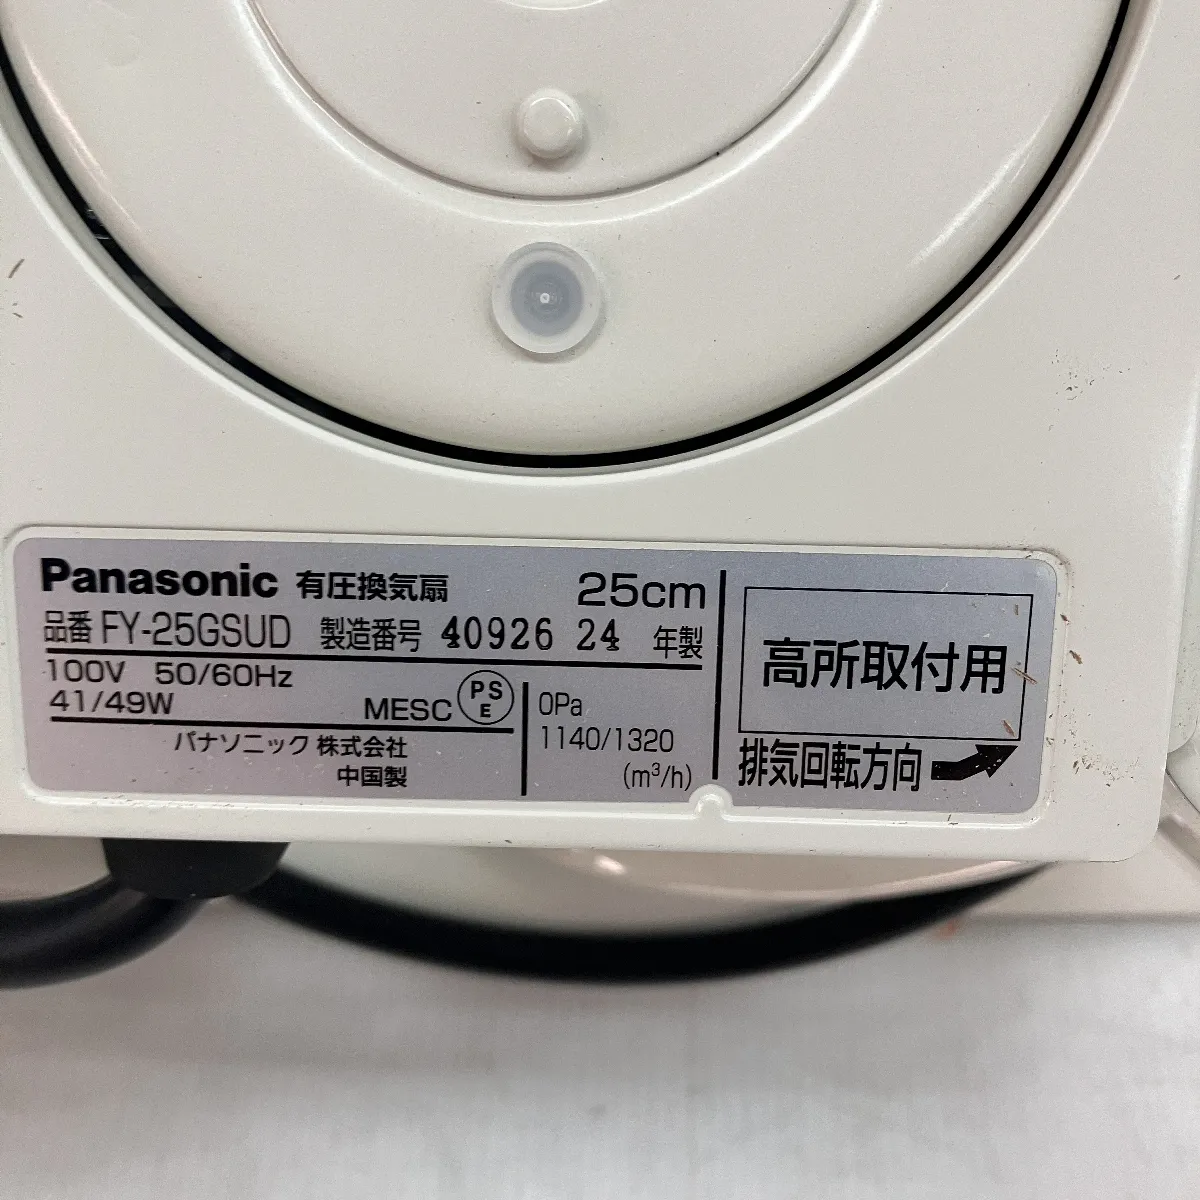 Panasonic 有圧換気扇 25cm
品番 FY-25GSUD 製造番号 40926 24 年製
100V 50/60Hz
41/49W MESC PSE
パナソニック株式会社
中国製
0Pa
1140/1320
(m³/h)
高所取付用
排気回転方向